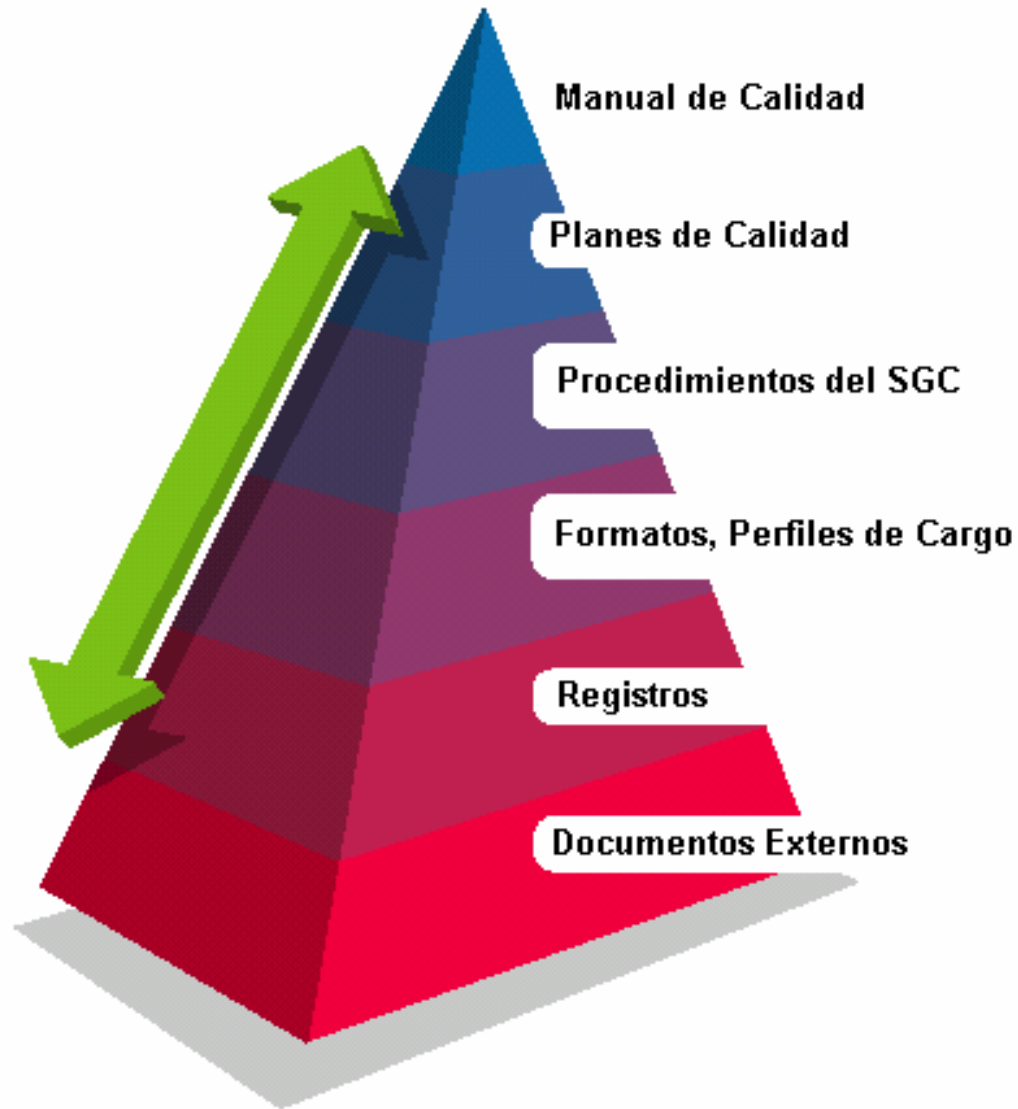 Manual de Calidad
Planes de Calidad
Procedimientos del SGC
Formatos, Perfiles de Cargo
Registros
Documentos Externos